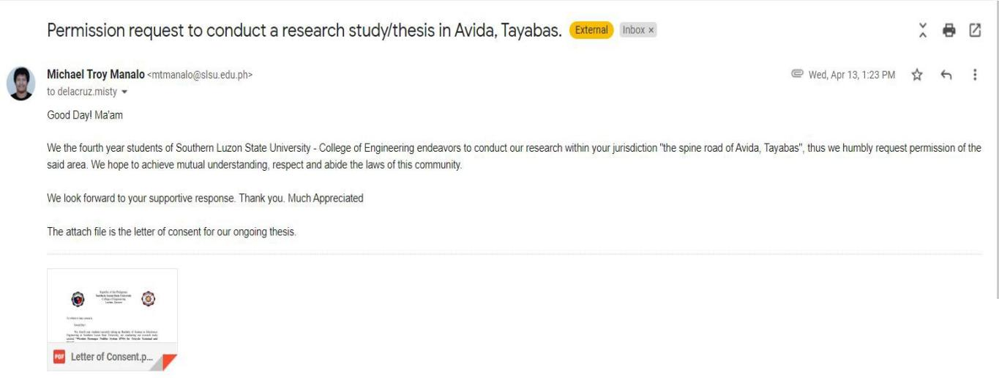 Permission request to conduct a research study/thesis in Avida, Tayabas. External Inbox ×
Michael Troy Manalo <mtmanalo@slsu.edu.ph> Wed, Apr 13, 1:23 PM
to delacruz.misty
Good Day! Ma'am
We the fourth year students of Southern Luzon State University - College of Engineering endeavors to conduct our research within your jurisdiction "the spine road of Avida, Tayabas", thus we humbly request permission of the
said area. We hope to achieve mutual understanding, respect and abide the laws of this community.
We look forward to your supportive response. Thank you. Much Appreciated
The attach file is the letter of consent for our ongoing thesis.
Republic of the Philippines
Southern Luzon State University
College of Engineering
Lucban, Quezon
Good Day!
PDF Letter of Consent.p...